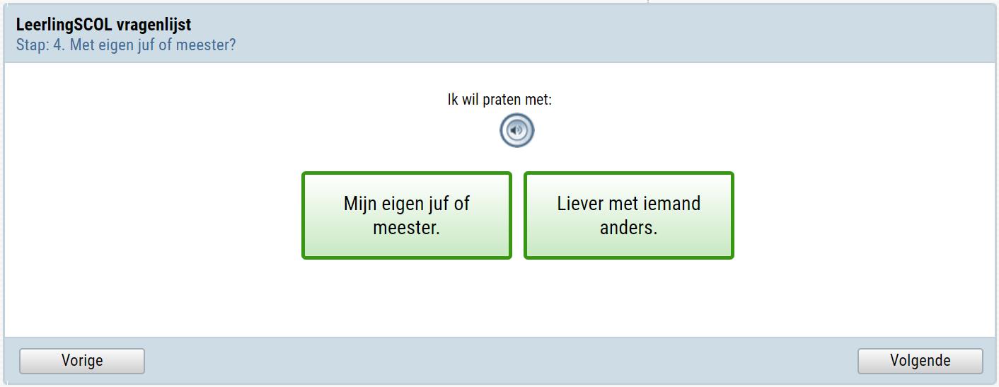 LeerlingSCOL vragenlijst
Stap: 4. Met eigen juf of meester?
Ik wil praten met:
Mijn eigen juf of
meester.
Liever met iemand
anders.
Vorige
Volgende